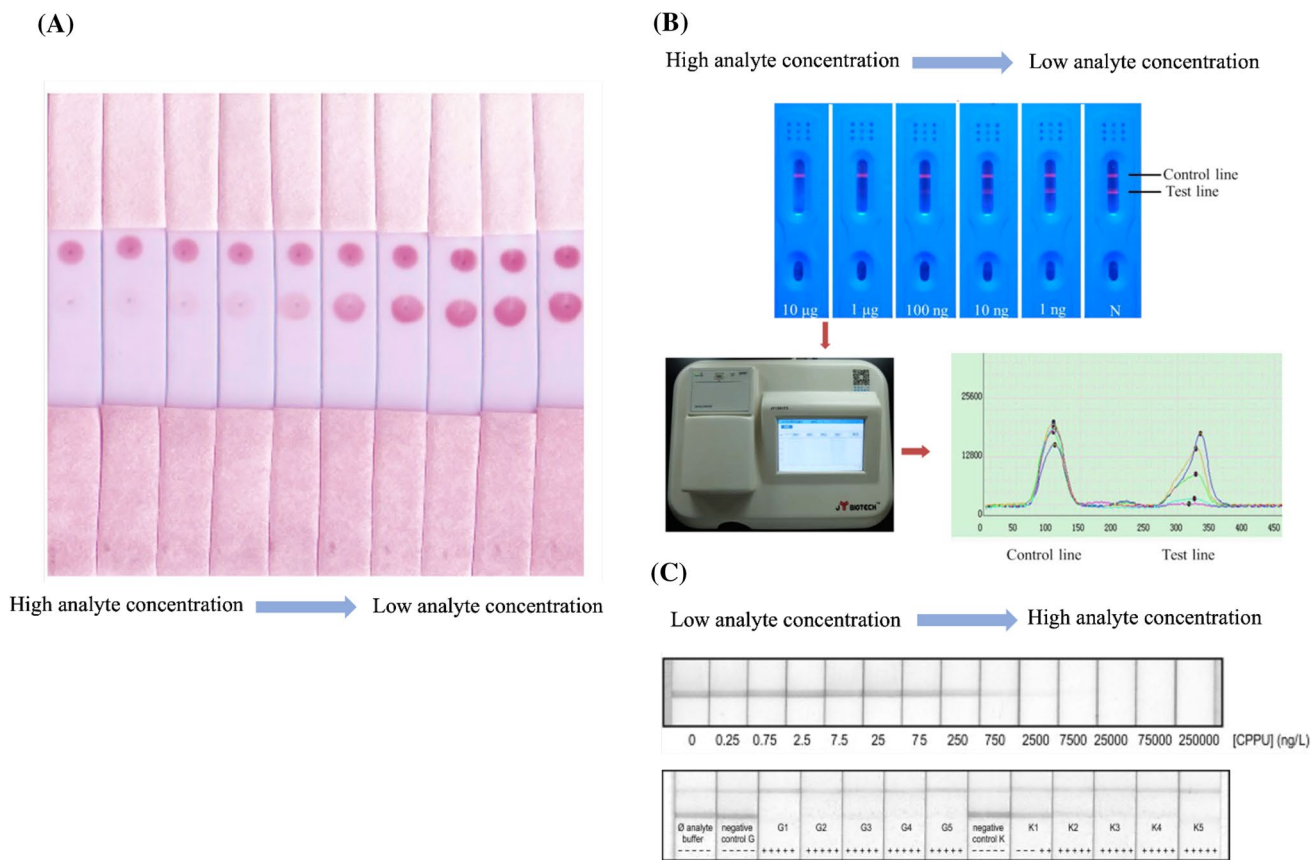 (A)
High analyte concentration Low analyte concentration
(B)
High analyte concentration Low analyte concentration
Control line
Test line
10 μg 1 μg 100 ng 10 ng 1 ng N
JY BIOTECH™
25600
12800
0
0 50 100 150 200 250 300 350 400 450
Control line Test line
(C)
Low analyte concentration High analyte concentration
0 0.25 0.75 2.5 7.5 25 75 250 750 2500 7500 25000 75000 250000 [CPPU] (ng/L)
Ø analyte buffer negative control G G1 G2 G3 G4 G5 negative control K K1 K2 K3 K4 K5
- - - - - - - - - - + + + + + + + + + + + + + + + + + + + + + + + + + - - - - - - - - + + + + + + + + + + + + + + + + + + + + + +